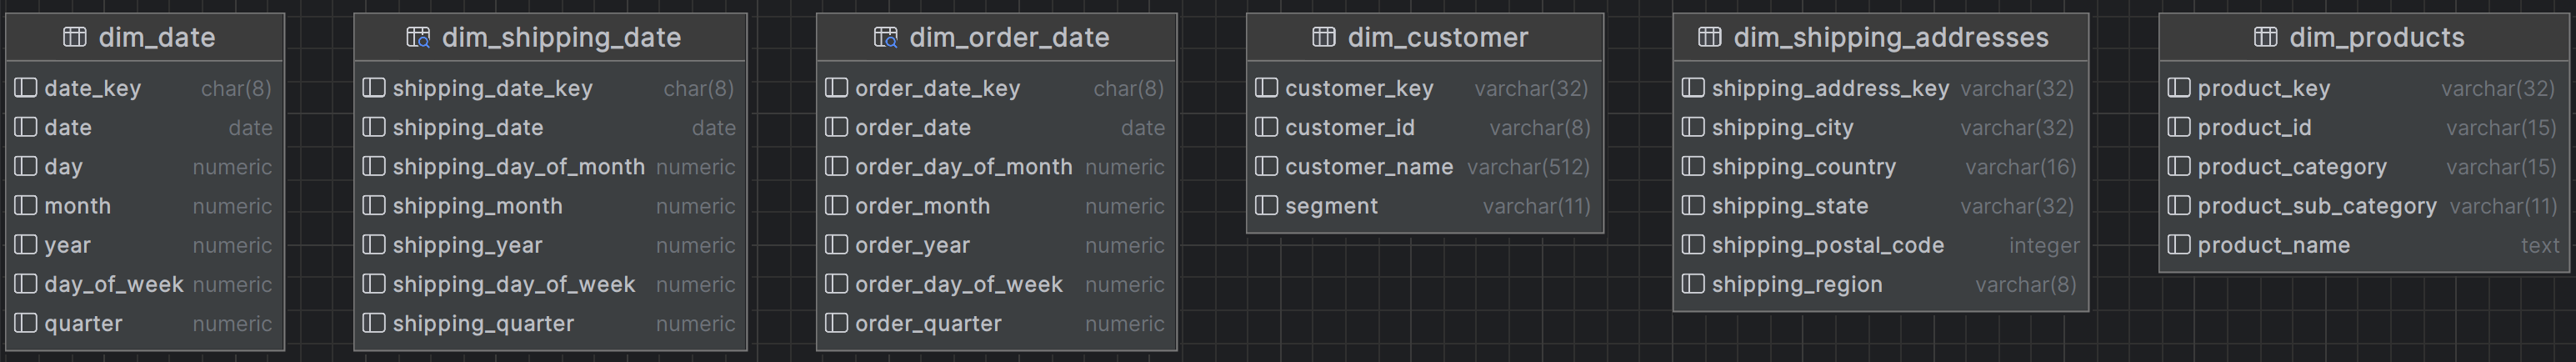 dim_date
date_key char(8)
date date
day numeric
month numeric
year numeric
day_of_week numeric
quarter numeric
dim_shipping_date
shipping_date_key char(8)
shipping_date date
shipping_day_of_month numeric
shipping_month numeric
shipping_year numeric
shipping_day_of_week numeric
shipping_quarter numeric
dim_order_date
order_date_key char(8)
order_date date
order_day_of_month numeric
order_month numeric
order_year numeric
order_day_of_week numeric
order_quarter numeric
dim_customer
customer_key varchar(32)
customer_id varchar(8)
customer_name varchar(512)
segment varchar(11)
dim_shipping_addresses
shipping_address_key varchar(32)
shipping_city varchar(32)
shipping_country varchar(16)
shipping_state varchar(32)
shipping_postal_code integer
shipping_region varchar(8)
dim_products
product_key varchar(32)
product_id varchar(15)
product_category varchar(15)
product_sub_category varchar(11)
product_name text